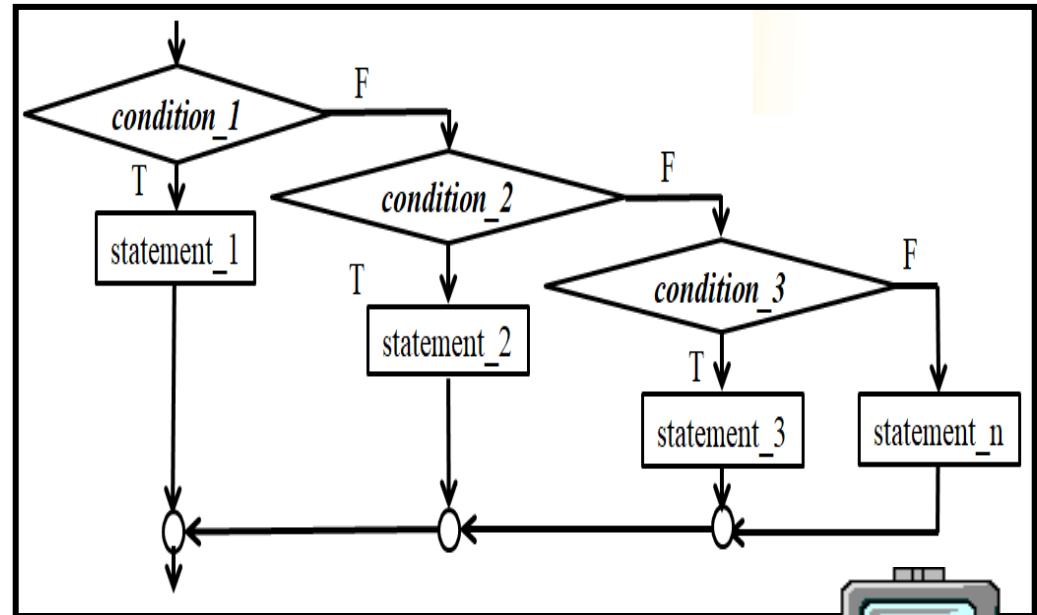 F
condition_1
T
F
condition_2
statement_1
T
F
condition_3
statement_2
T
statement_3
statement_n